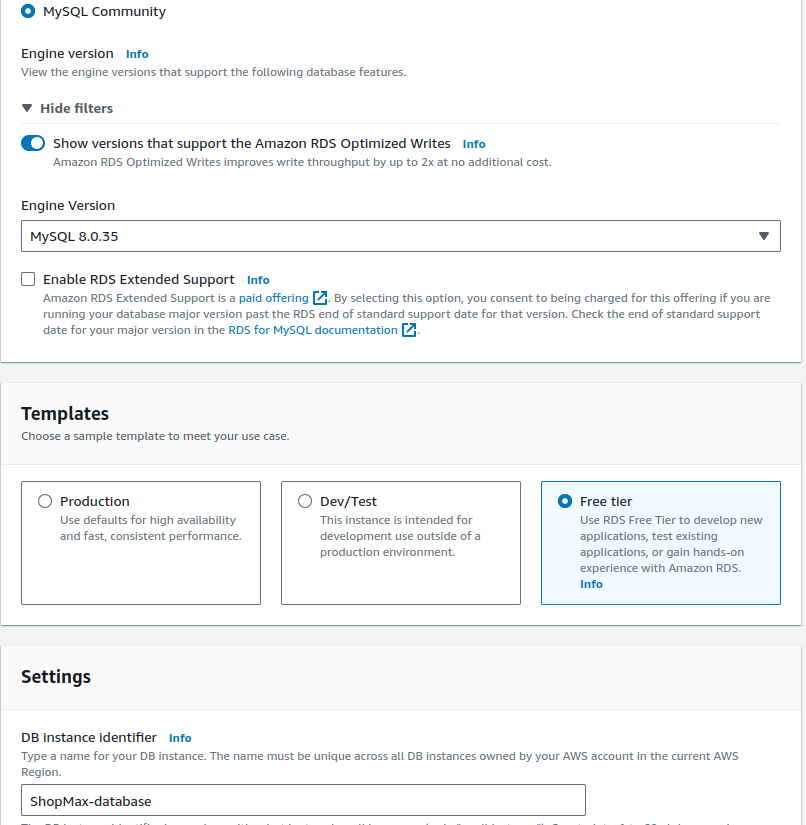 MySQL Community
Engine version Info
View the engine versions that support the following database features.
Hide filters
Show versions that support the Amazon RDS Optimized Writes Info
Amazon RDS Optimized Writes improves write throughput by up to 2x at no additional cost.
Engine Version
MySQL 8.0.35
Enable RDS Extended Support Info
Amazon RDS Extended Support is a paid offering. By selecting this option, you consent to being charged for this offering if you are
running your database major version past the RDS end of standard support date for that version. Check the end of standard support
date for your major version in the RDS for MySQL documentation.
Templates
Choose a sample template to meet your use case.
Production
Use defaults for high availability
and fast, consistent performance.
Dev/Test
This instance is intended for
development use outside of a
production environment.
Free tier
Use RDS Free Tier to develop new
applications, test existing
applications, or gain hands-on
experience with Amazon RDS.
Info
Settings
DB instance identifier Info
Type a name for your DB instance. The name must be unique across all DB instances owned by your AWS account in the current AWS
Region.
ShopMax-database